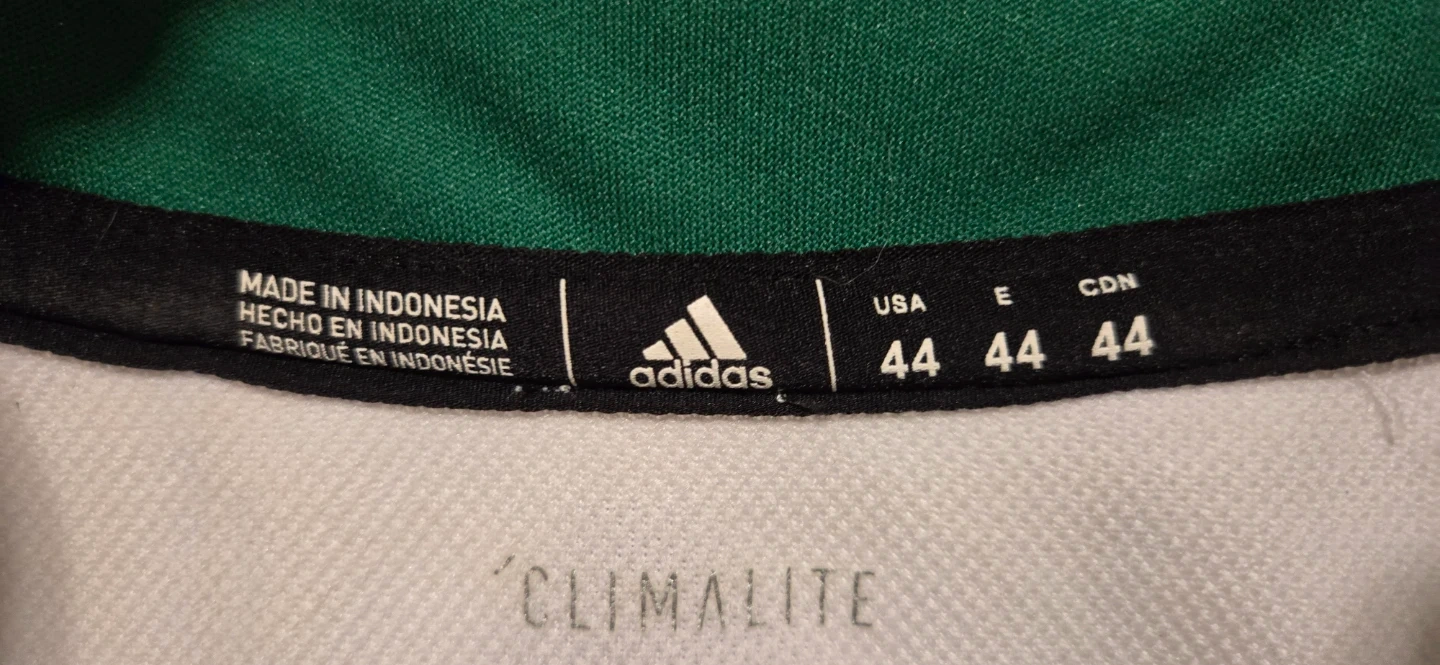 MADE IN INDONESIA
HECHO EN INDONESIA
FABRIQUÉ EN INDONÉSIE
adidas
USA E CDN
44 44 44
CLIMALITE